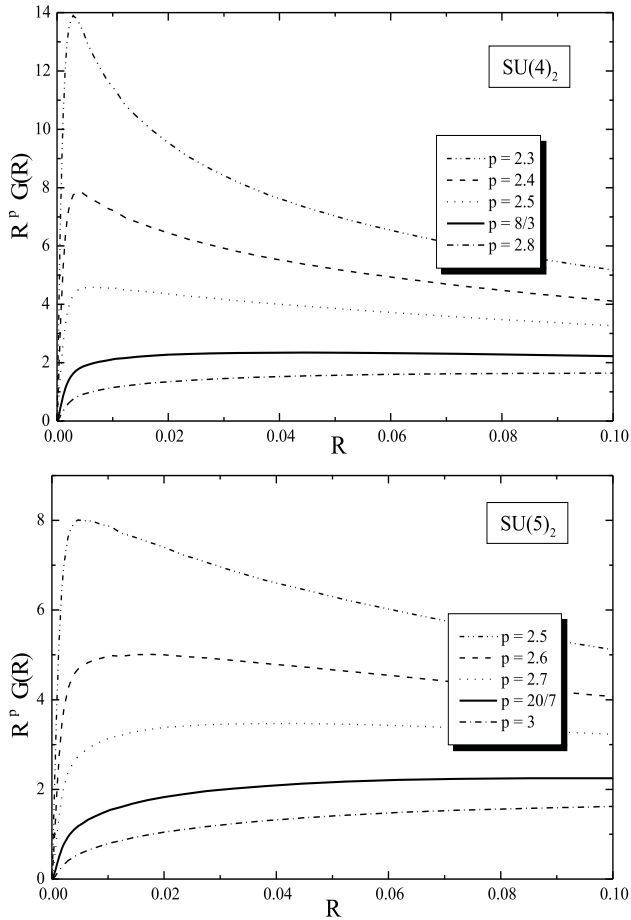 14
12
10
8
6
4
2
0
R^p G(R)
SU(4)_2
p = 2.3
p = 2.4
p = 2.5
p = 8/3
p = 2.8
0.00 0.02 0.04 0.06 0.08 0.10
R
8
6
4
2
0
R^p G(R)
SU(5)_2
p = 2.5
p = 2.6
p = 2.7
p = 20/7
p = 3
0.00 0.02 0.04 0.06 0.08 0.10
R